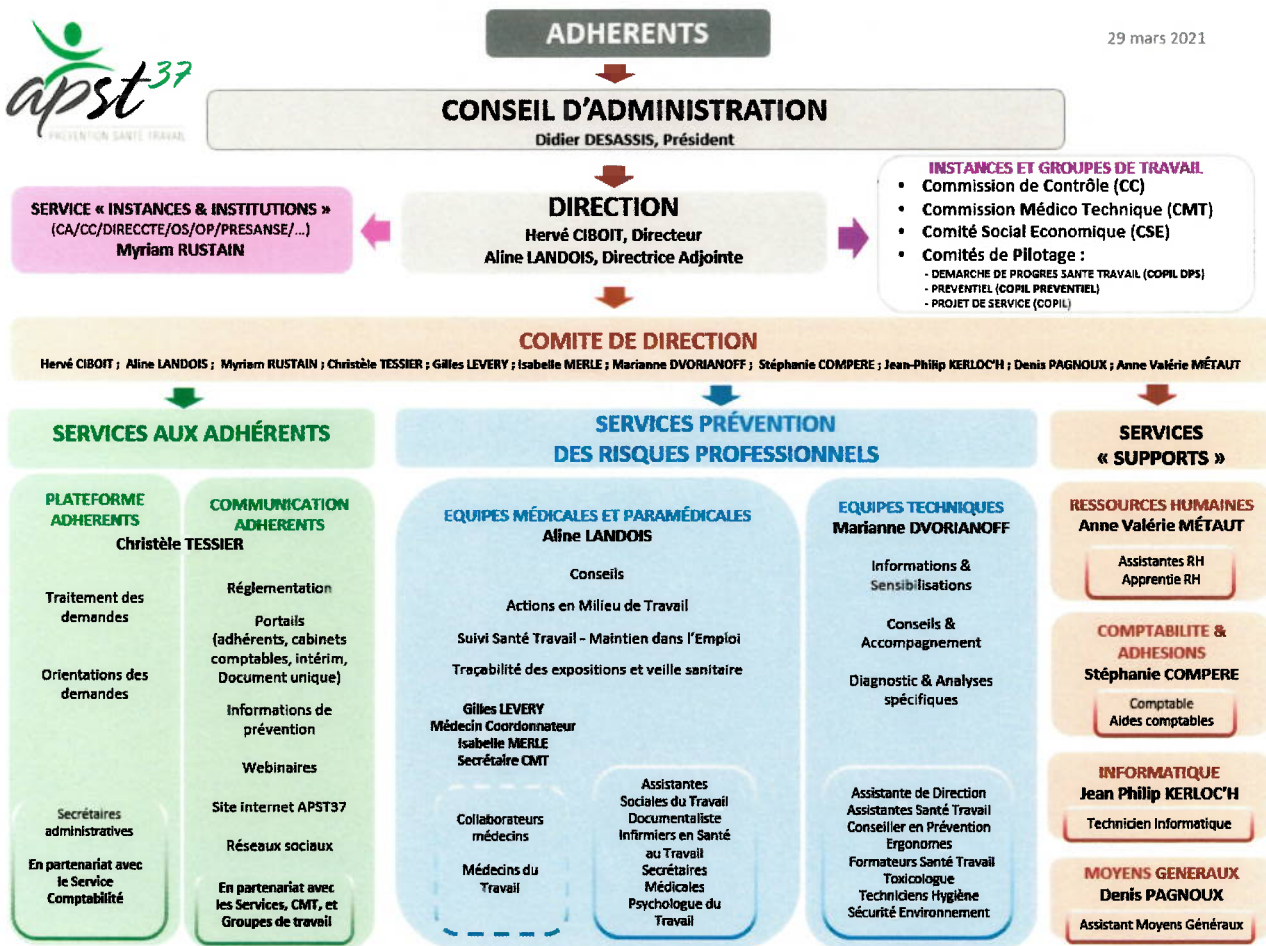 apst37
PREVENTION SANTE TRAVAIL
ADHERENTS
29 mars 2021
CONSEIL D'ADMINISTRATION
Didier DESASSIS, Président
SERVICE « INSTANCES & INSTITUTIONS »
(CA/CC/DIRECCTE/OS/OP/PRESANSE/...)
Myriam RUSTAIN
DIRECTION
Hervé CIBOIT, Directeur
Aline LANDOIS, Directrice Adjointe
INSTANCES ET GROUPES DE TRAVAIL
• Commission de Contrôle (CC)
• Commission Médico Technique (CMT)
• Comité Social Economique (CSE)
• Comités de Pilotage :
- DEMARCHE DE PROGRES SANTE TRAVAIL (COPIL DPS)
- PREVENTIEL (COPIL PREVENTIEL)
- PROJET DE SERVICE (COPIL)
COMITE DE DIRECTION
Hervé CIBOIT ; Aline LANDOIS ; Myriam RUSTAIN ; Christèle TESSIER ; Gilles LEVERY ; Isabelle MERLE ; Marianne DVORIANOFF ; Stéphanie COMPERE ; Jean-Philip KERLOC'H ; Denis PAGNOUX ; Anne Valérie MÉTAUT
SERVICES AUX ADHÉRENTS
PLATEFORME
ADHERENTS
COMMUNICATION
ADHERENTS
Christèle TESSIER
Traitement des
demandes
Orientations des
demandes
Secrétaires
administratives
En partenariat avec
le Service
Comptabilité
Réglementation
Portails
(adhérents, cabinets
comptables, intérim,
Document unique)
Informations de
prévention
Webinaires
Site internet APST37
Réseaux sociaux
En partenariat avec
les Services, CMT, et
Groupes de travail
SERVICES PRÉVENTION
DES RISQUES PROFESSIONNELS
EQUIPES MÉDICALES ET PARAMÉDICALES
Aline LANDOIS
Conseils
Actions en Milieu de Travail
Suivi Santé Travail - Maintien dans l'Emploi
Traçabilité des expositions et veille sanitaire
Gilles LEVERY
Médecin Coordonnateur
Isabelle MERLE
Secrétaire CMT
Collaborateurs
médecins
Médecins du
Travail
Assistantes
Sociales du Travail
Documentaliste
Infirmiers en Santé
au Travail
Secrétaires
Médicales
Psychologue du
Travail
EQUIPES TECHNIQUES
Marianne DVORIANOFF
Informations &
Sensibilisations
Conseils &
Accompagnement
Diagnostic & Analyses
spécifiques
Assistante de Direction
Assistantes Santé Travail
Conseiller en Prévention
Ergonomes
Formateurs Santé Travail
Toxicologue
Techniciens Hygiène
Sécurité Environnement
SERVICES
« SUPPORTS »
RESSOURCES HUMAINES
Anne Valérie MÉTAUT
Assistantes RH
Apprentie RH
COMPTABILITE &
ADHESIONS
Stéphanie COMPERE
Comptable
Aides comptables
INFORMATIQUE
Jean Philip KERLOC'H
Technicien Informatique
MOYENS GENERAUX
Denis PAGNOUX
Assistant Moyens Généraux